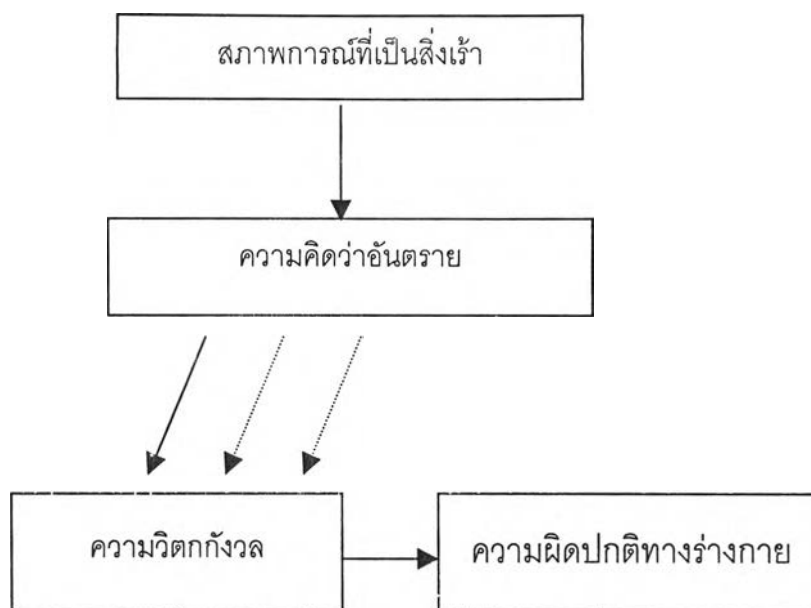 สภาพการณ์ที่เป็นสิ่งเร้า
ความคิดว่าอันตราย
ความวิตกกังวล
ความผิดปกติทางร่างกาย